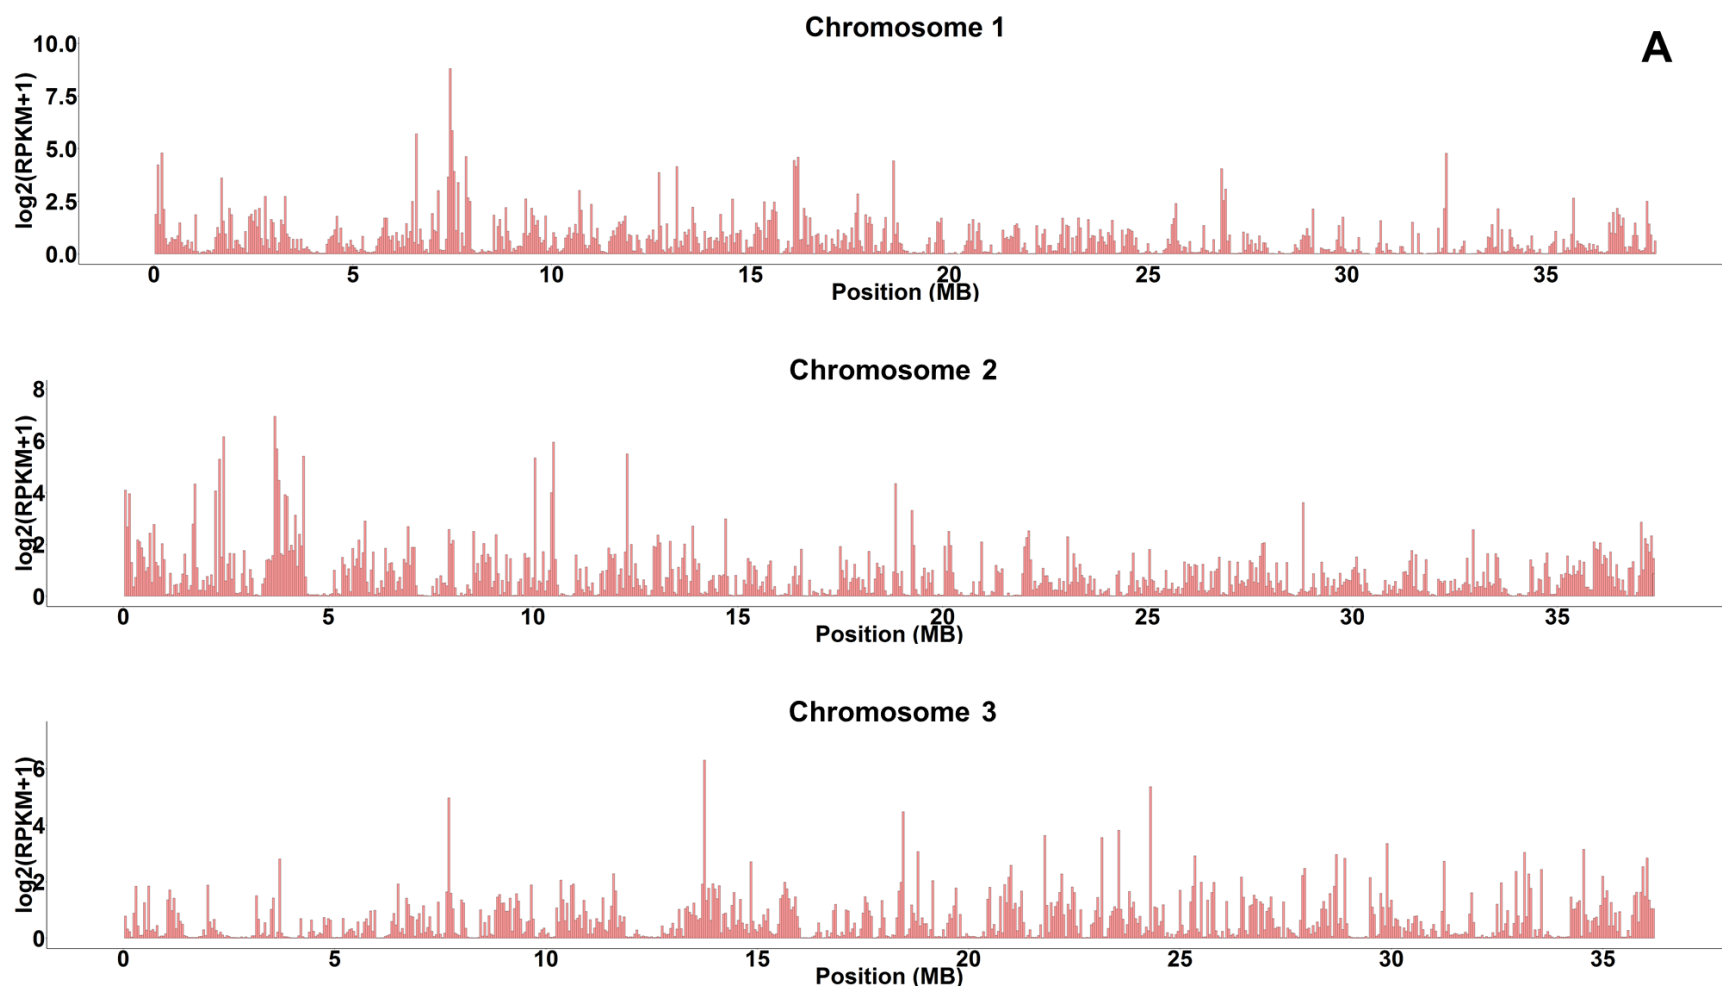 Chromosome 1
A
log2(RPKM+1)
10.0
7.5
5.0
2.5
0.0
0 5 10 15 20 25 30 35
Position (MB)
Chromosome 2
log2(RPKM+1)
8
6
4
2
0
0 5 10 15 20 25 30 35
Position (MB)
Chromosome 3
log2(RPKM+1)
6
4
2
0
0 5 10 15 20 25 30 35
Position (MB)